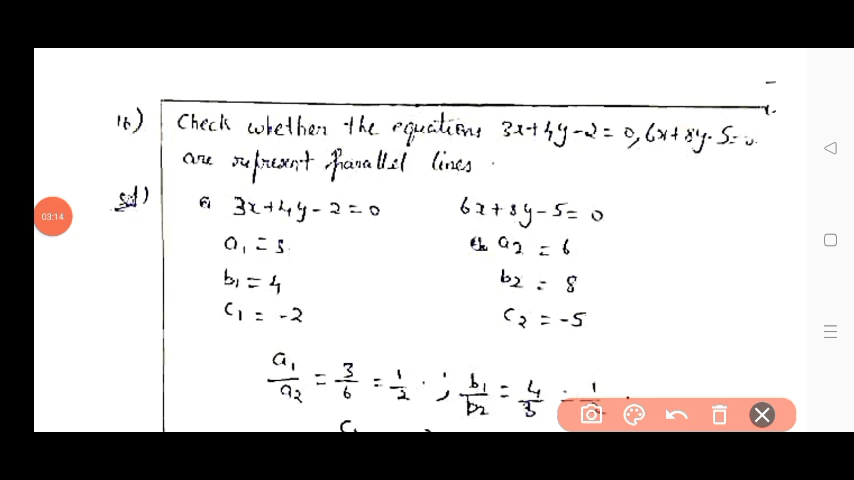 16) Check whether the equations 3x+4y-2=0, 6x+8y-5=0
are represent parallel lines.
Sol) 3x+4y-2=0 6x+8y-5=0
a1 = 3 a2 = 6
b1 = 4 b2 = 8
c1 = -2 c2 = -5
a1/a2 = 3/6 = 1/2 ; b1/b2 = 4/8
03:14